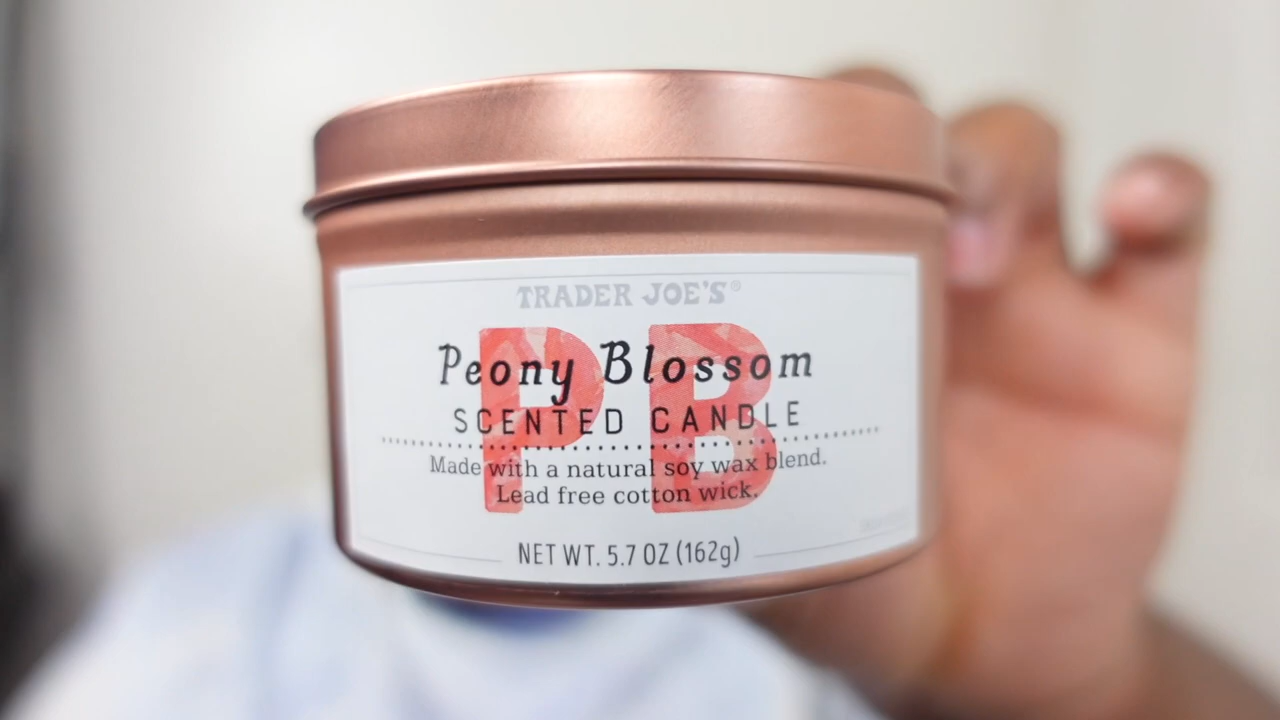 TRADER JOE'S®
PB
Peony Blossom
SCENTED CANDLE
Made with a natural soy wax blend.
Lead free cotton wick.
NET WT. 5.7 OZ (162g)